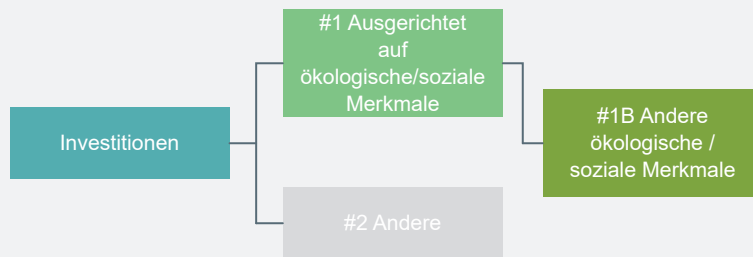 #1 Ausgerichtet
auf
ökologische/soziale
Merkmale
Investitionen
#1B Andere
ökologische /
soziale Merkmale
#2 Andere